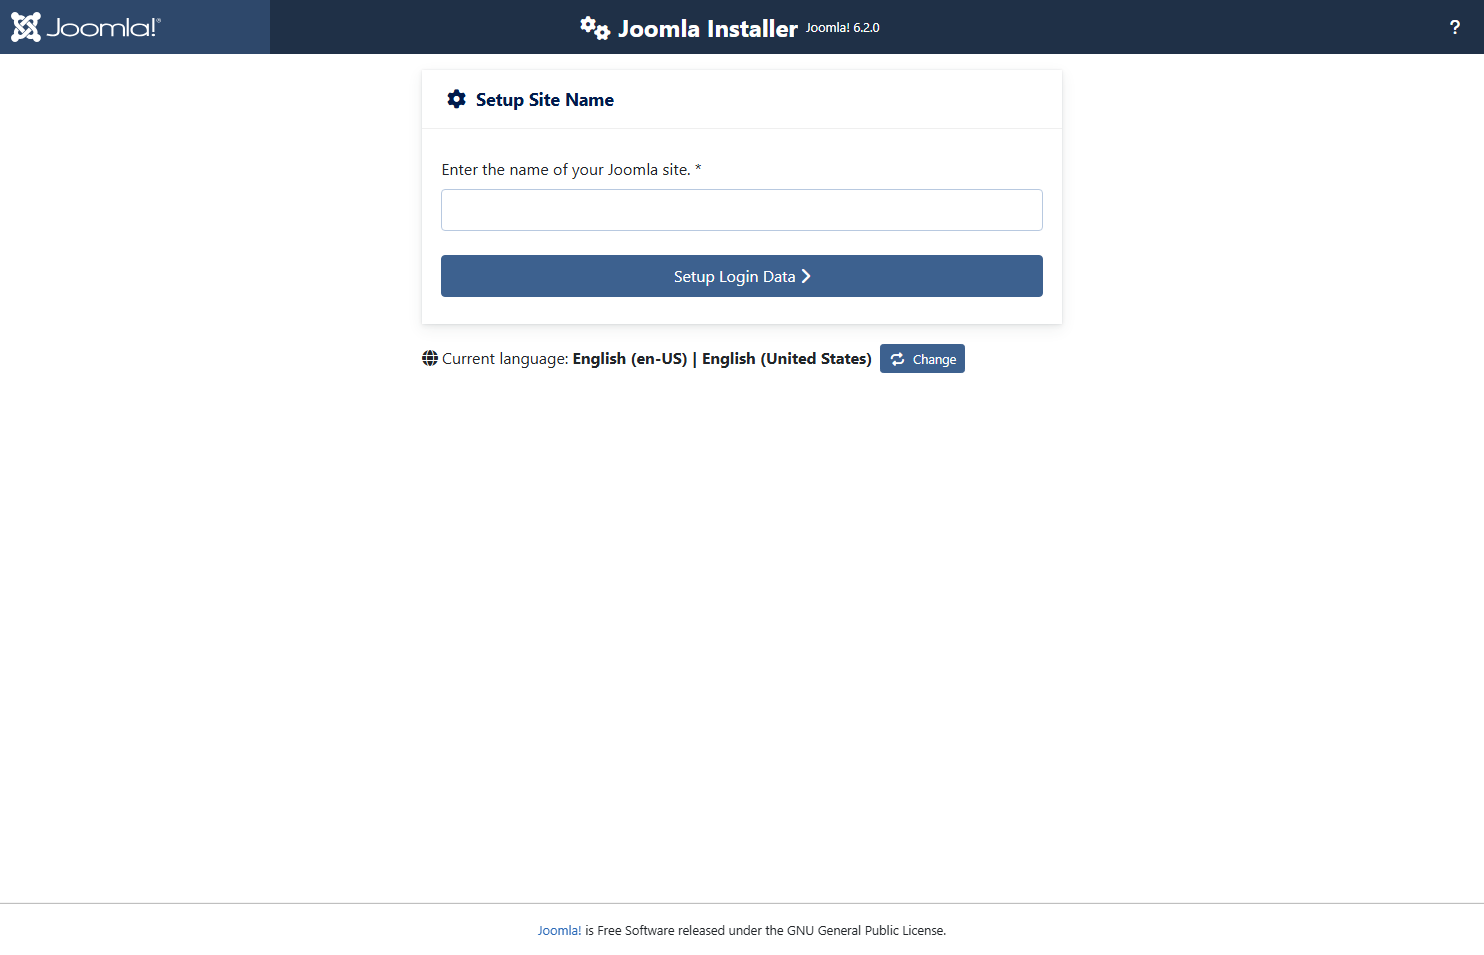 Joomla!®
Joomla Installer Joomla! 6.2.0
?
Setup Site Name
Enter the name of your Joomla site. *
Setup Login Data
Current language: English (en-US) | English (United States) Change
Joomla! is Free Software released under the GNU General Public License.